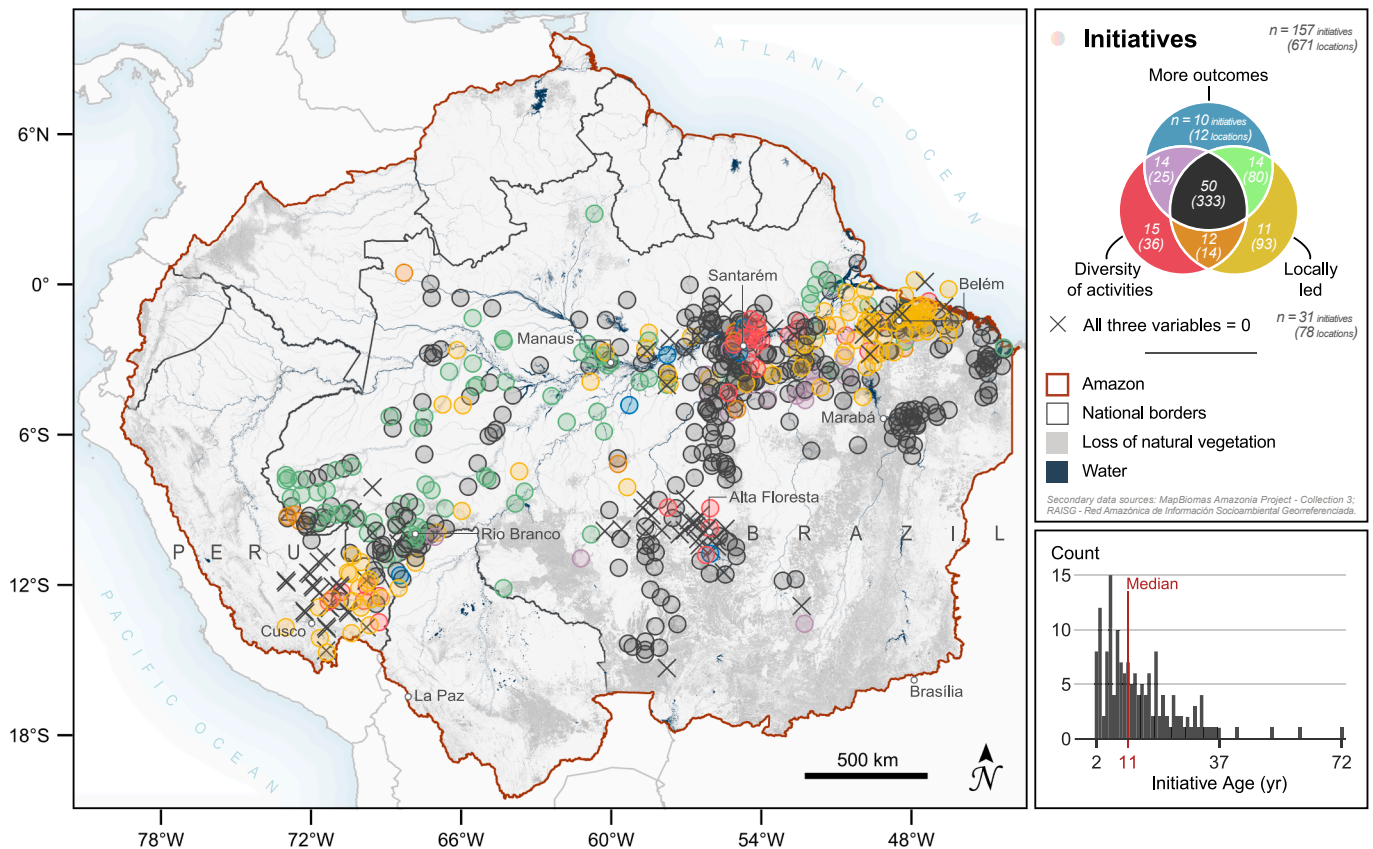 6°N
0°
6°S
12°S
18°S
78°W
72°W
66°W
60°W
54°W
48°W
ATLANTIC OCEAN
PACIFIC OCEAN
Santarém
Belém
Manaus
Marabá
Alta Floresta
Rio Branco
PERU
BRAZIL
Cusco
La Paz
Brasília
500 km
N
Initiatives
n = 157 initiatives
(671 locations)
More outcomes
n = 10 initiatives
(12 locations)
14
(25)
14
(80)
50
(333)
15
(36)
12
(14)
11
(93)
Diversity
of activities
Locally
led
All three variables = 0
n = 31 initiatives
(78 locations)
Amazon
National borders
Loss of natural vegetation
Water
Secondary data sources: MapBiomas Amazonia Project - Collection 3;
RAISG - Red Amazónica de Información Socioambiental Georreferenciada.
Count
15
Median
10
5
0
2
11
37
72
Initiative Age (yr)